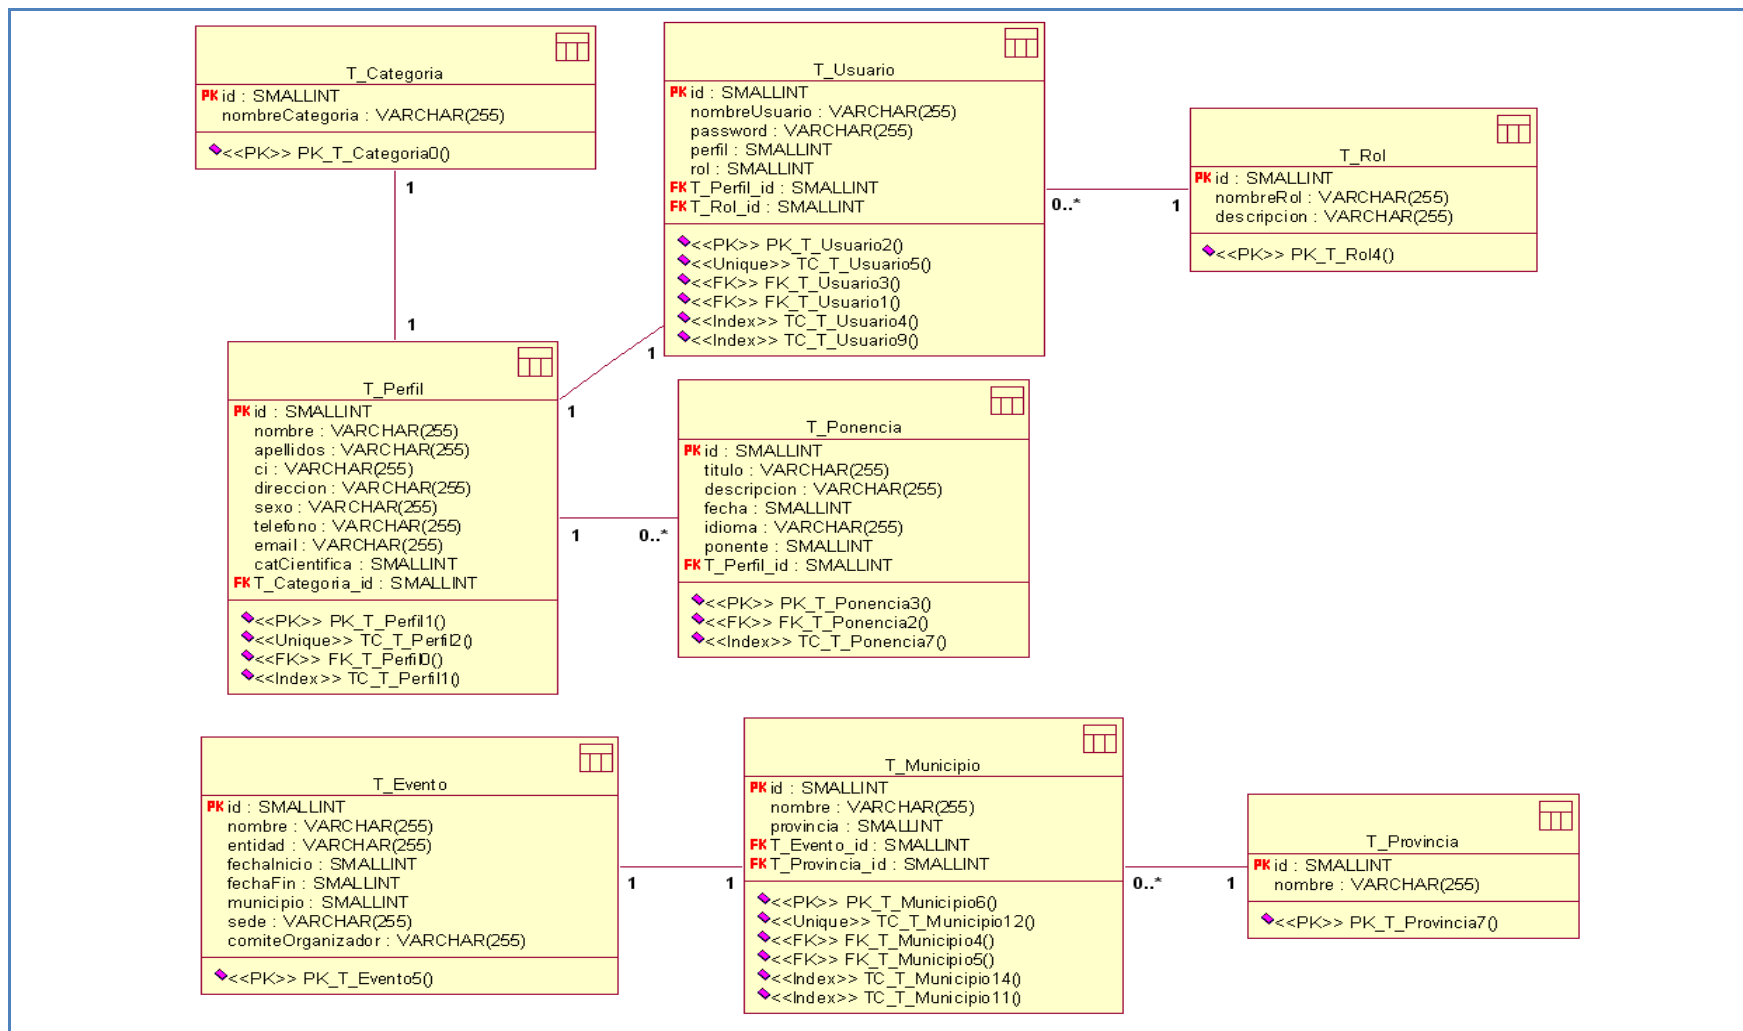 T_Categoria
PK id : SMALLINT
nombreCategoria : VARCHAR(255)
<<PK>> PK_T_Categoria0()
1
1
T_Usuario
PK id : SMALLINT
nombreUsuario : VARCHAR(255)
password : VARCHAR(255)
perfil : SMALLINT
rol : SMALLINT
FK T_Perfil_id : SMALLINT
FK T_Rol_id : SMALLINT
<<PK>> PK_T_Usuario2()
<<Unique>> TC_T_Usuario5()
<<FK>> FK_T_Usuario3()
<<FK>> FK_T_Usuario1()
<<Index>> TC_T_Usuario4()
<<Index>> TC_T_Usuario9()
0..*
1
T_Rol
PK id : SMALLINT
nombreRol : VARCHAR(255)
descripcion : VARCHAR(255)
<<PK>> PK_T_Rol4()
T_Perfil
PK id : SMALLINT
nombre : VARCHAR(255)
apellidos : VARCHAR(255)
ci : VARCHAR(255)
direccion : VARCHAR(255)
sexo : VARCHAR(255)
telefono : VARCHAR(255)
email : VARCHAR(255)
catCientifica : SMALLINT
FK T_Categoria_id : SMALLINT
<<PK>> PK_T_Perfil1()
<<Unique>> TC_T_Perfil2()
<<FK>> FK_T_Perfil0()
<<Index>> TC_T_Perfil1()
1
1
1
0..*
T_Ponencia
PK id : SMALLINT
titulo : VARCHAR(255)
descripcion : VARCHAR(255)
fecha : SMALLINT
idioma : VARCHAR(255)
ponente : SMALLINT
FK T_Perfil_id : SMALLINT
<<PK>> PK_T_Ponencia3()
<<FK>> FK_T_Ponencia2()
<<Index>> TC_T_Ponencia7()
T_Evento
PK id : SMALLINT
nombre : VARCHAR(255)
entidad : VARCHAR(255)
fechaInicio : SMALLINT
fechaFin : SMALLINT
municipio : SMALLINT
sede : VARCHAR(255)
comiteOrganizador : VARCHAR(255)
<<PK>> PK_T_Evento5()
1
1
T_Municipio
PK id : SMALLINT
nombre : VARCHAR(255)
provincia : SMALLINT
FK T_Evento_id : SMALLINT
FK T_Provincia_id : SMALLINT
<<PK>> PK_T_Municipio6()
<<Unique>> TC_T_Municipio12()
<<FK>> FK_T_Municipio4()
<<FK>> FK_T_Municipio5()
<<Index>> TC_T_Municipio14()
<<Index>> TC_T_Municipio11()
0..*
1
T_Provincia
PK id : SMALLINT
nombre : VARCHAR(255)
<<PK>> PK_T_Provincia7()